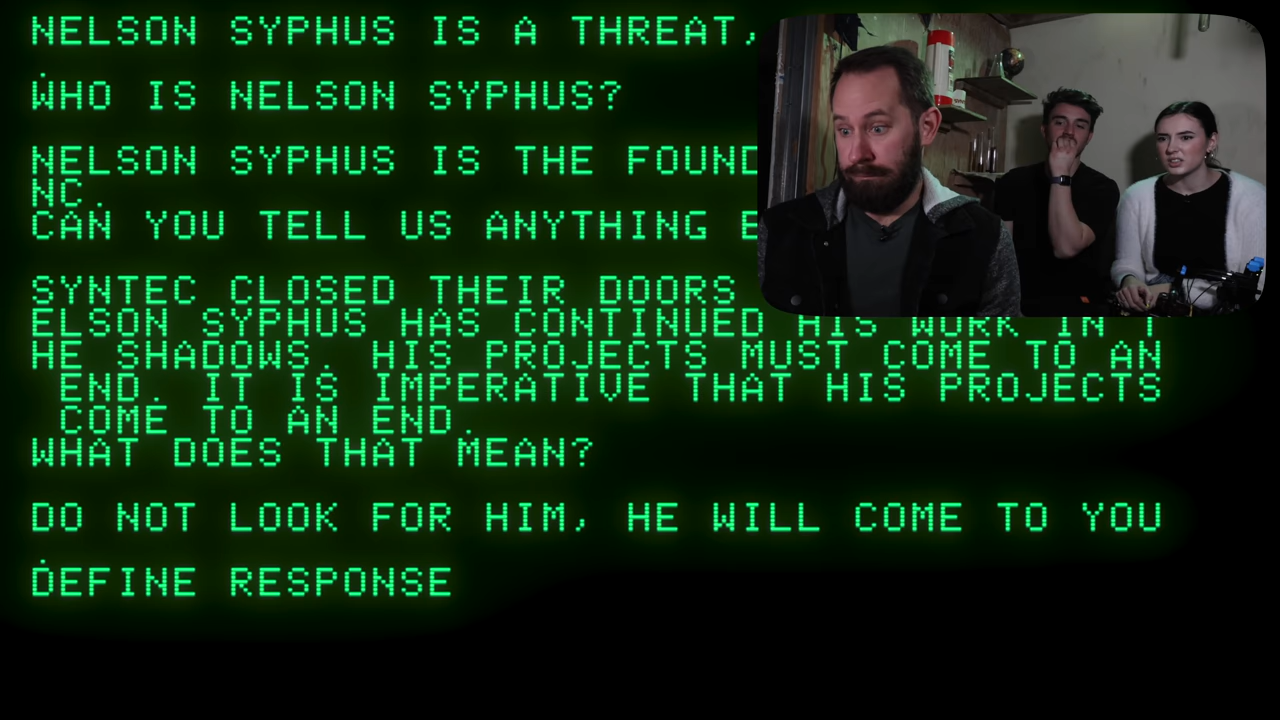 NELSON SYPHUS IS A THREAT,
.
WHO IS NELSON SYPHUS?
NELSON SYPHUS IS THE
NC.
CAN YOU TELL US ANYTHING
SYNTEC CLOSED THEIR DOORS
ELSON SYPHUS HAS CONTINUED HIS WORK IN T
HE SHADOWS. HIS PROJECTS MUST COME TO AN
END. IT IS IMPERATIVE THAT HIS PROJECTS
COME TO AN END.
WHAT DOES THAT MEAN?
DO NOT LOOK FOR HIM, HE WILL COME TO YOU
.
DEFINE RESPONSE